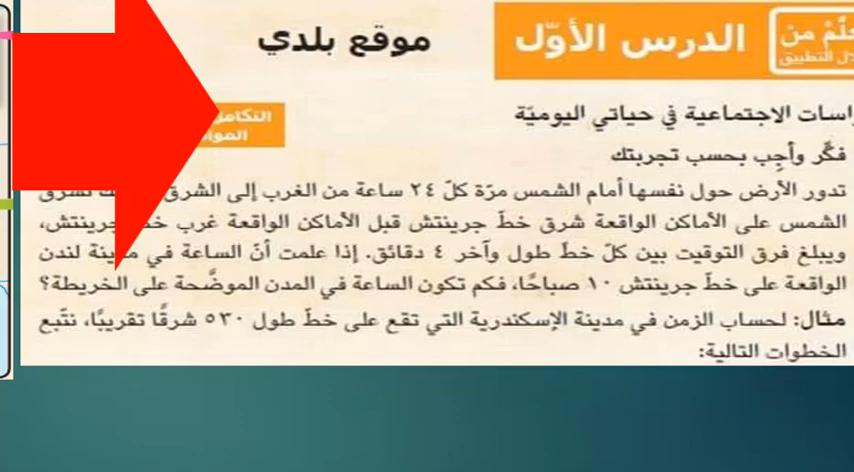 الدرس الأوّل
موقع بلدي
في حياتي اليوميّة الاجتماعية
فكّر وأجِب بحسب تجربتك
تدور الأرض حول نفسها أمام الشمس مرّة كلّ ٢٤ ساعة من الغرب إلى الشرق
الشمس على الأماكن الواقعة شرق خطّ جرينتش قبل الأماكن الواقعة غرب جرينتش،
ويبلغ فرق التوقيت بين كلّ خطّ طول وآخر ٤ دقائق. إذا علمت أنّ الساعة في لندن
الواقعة على خطّ جرينتش ١٠ صباحًا، فكم تكون الساعة في المدن الموضَّحة على الخريطة؟
مثال: لحساب الزمن في مدينة الإسكندرية التي تقع على خطّ طول ٥٣٠ شرقًا تقريبًا، نتّبع
الخطوات التالية: